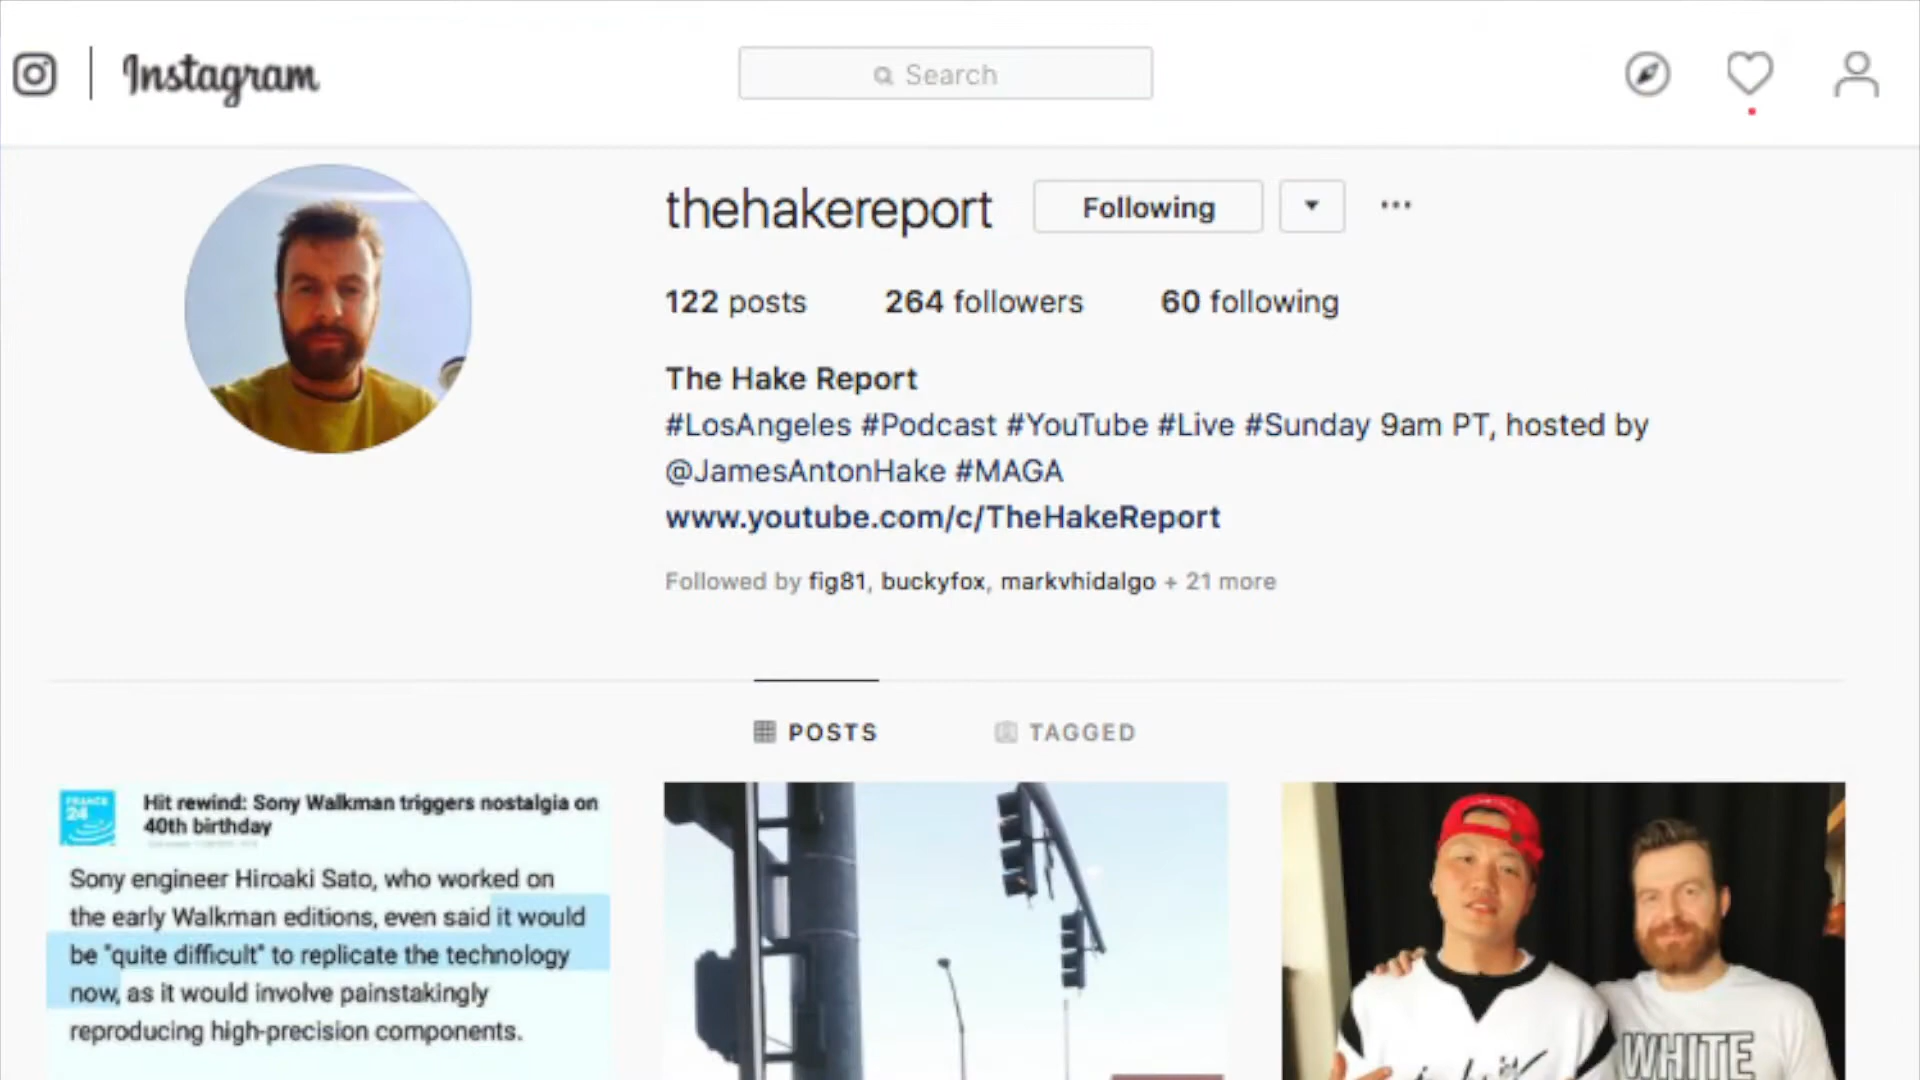 Instagram
Search
thehakereport
Following
122 posts
264 followers
60 following
The Hake Report
#LosAngeles #Podcast #YouTube #Live #Sunday 9am PT, hosted by
@JamesAntonHake #MAGA
www.youtube.com/c/TheHakeReport
Followed by fig81, buckyfox, markvhidalgo + 21 more
POSTS
TAGGED
FRANCE
24
Hit rewind: Sony Walkman triggers nostalgia on
40th birthday
Sony engineer Hiroaki Sato, who worked on
the early Walkman editions, even said it would
be "quite difficult" to replicate the technology
now, as it would involve painstakingly
reproducing high-precision components.
WHITE